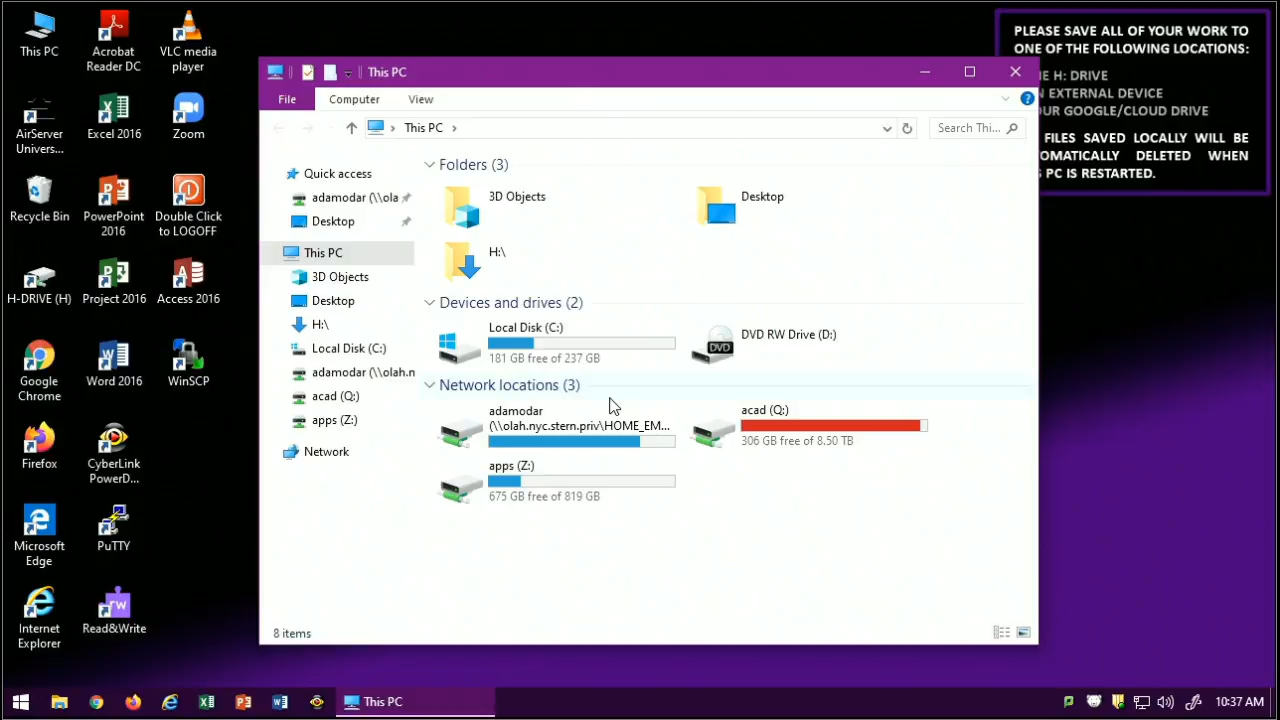 This PC
Acrobat
Reader DC
VLC media
player
AirServer
Univers...
Excel 2016
Zoom
Recycle Bin
PowerPoint
2016
Double Click
to LOGOFF
H-DRIVE (H)
Project 2016
Access 2016
Google
Chrome
Word 2016
WinSCP
Firefox
CyberLink
PowerD...
Microsoft
Edge
PuTTY
Internet
Explorer
Read&Write
PLEASE SAVE ALL OF YOUR WORK TO
ONE OF THE FOLLOWING LOCATIONS:
E H: DRIVE
N EXTERNAL DEVICE
OUR GOOGLE/CLOUD DRIVE
FILES SAVED LOCALLY WILL BE
OMATICALLY DELETED WHEN
S PC IS RESTARTED.
This PC
File
Computer
View
This PC
Search Thi...
Quick access
adamodar (\\ola
Desktop
This PC
3D Objects
Desktop
H:\
Local Disk (C:)
adamodar (\\olah.n
acad (Q:)
apps (Z:)
Network
Folders (3)
3D Objects
Desktop
H:\
Devices and drives (2)
Local Disk (C:)
181 GB free of 237 GB
DVD
DVD RW Drive (D:)
Network locations (3)
adamodar
(\\olah.nyc.stern.priv\HOME_EM...
acad (Q:)
306 GB free of 8.50 TB
apps (Z:)
675 GB free of 819 GB
8 items
This PC
10:37 AM